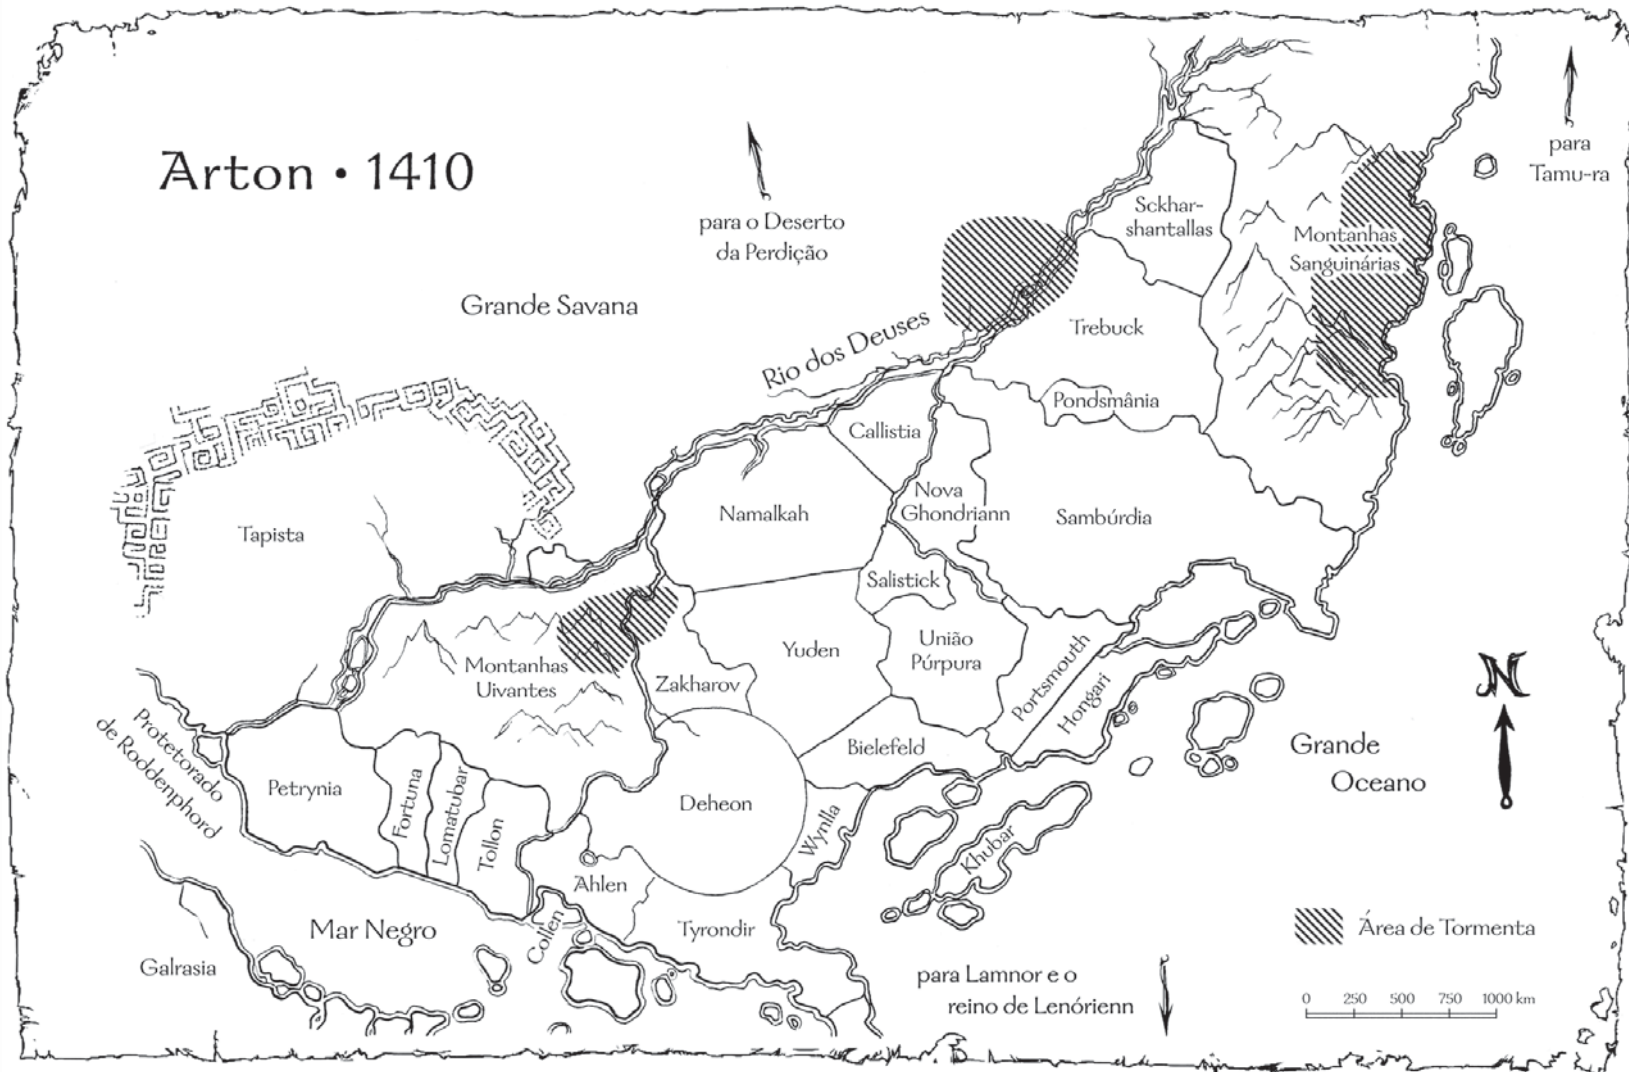 Arton • 1410
para
Tamu-ra
para o Deserto
da Perdição
Sckhar-
shantallas
Montanhas
Sanguinárias
Grande Savana
Rio dos Deuses
Trebuck
Pondsmânia
Callistia
Nova
Ghondriann
Sambúrdia
Namalkah
Tapista
Salistick
Yuden
União
Púrpura
Montanhas
Uivantes
Zakharov
Portsmouth
Hongari
Protetorado
de Roddenphord
Petrynia
Fortuna
Lomatubar
Tollon
Deheon
Bielefeld
Wynlla
Khubar
N
Grande
Oceano
Ahlen
Collen
Tyrondir
Mar Negro
Galrasia
para Lamnor e o
reino de Lenórienn
Área de Tormenta
0 250 500 750 1000 km